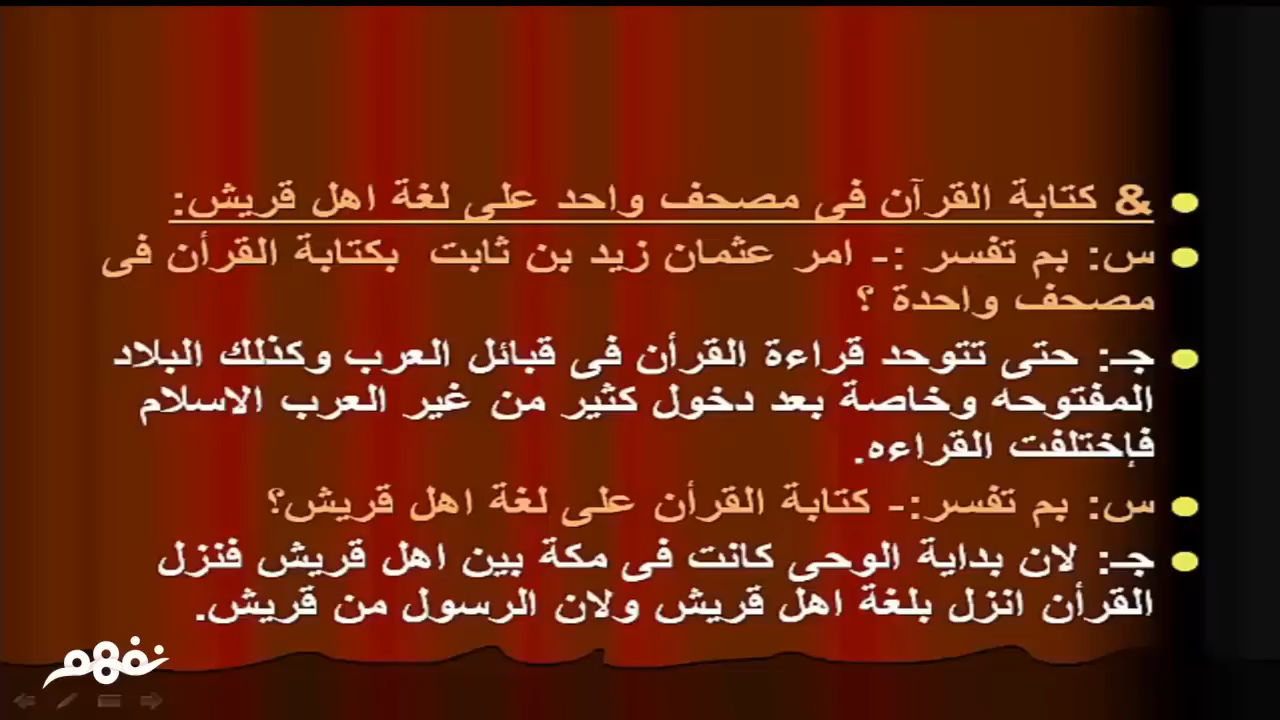 & كتابة القرآن فى مصحف واحد على لغة اهل قريش:
س: بم تفسر :- امر عثمان زيد بن ثابت بكتابة القرأن فى
مصحف واحدة ؟
جـ: حتى تتوحد قراءة القرأن فى قبائل العرب وكذلك البلاد
المفتوحه وخاصة بعد دخول كثير من غير العرب الاسلام
فإختلفت القراءه.
س: بم تفسر:- كتابة القرأن على لغة اهل قريش؟
جـ: لان بداية الوحى كانت فى مكة بين اهل قريش فنزل
القرأن انزل بلغة اهل قريش ولان الرسول من قريش.
نفهم